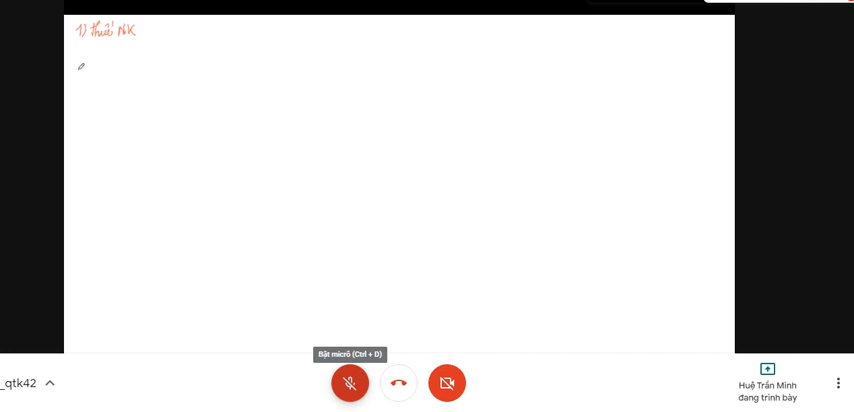 1) thuế NK
Bật micrô (Ctrl + D)
_qtk42
Huệ Trần Minh
đang trình bày